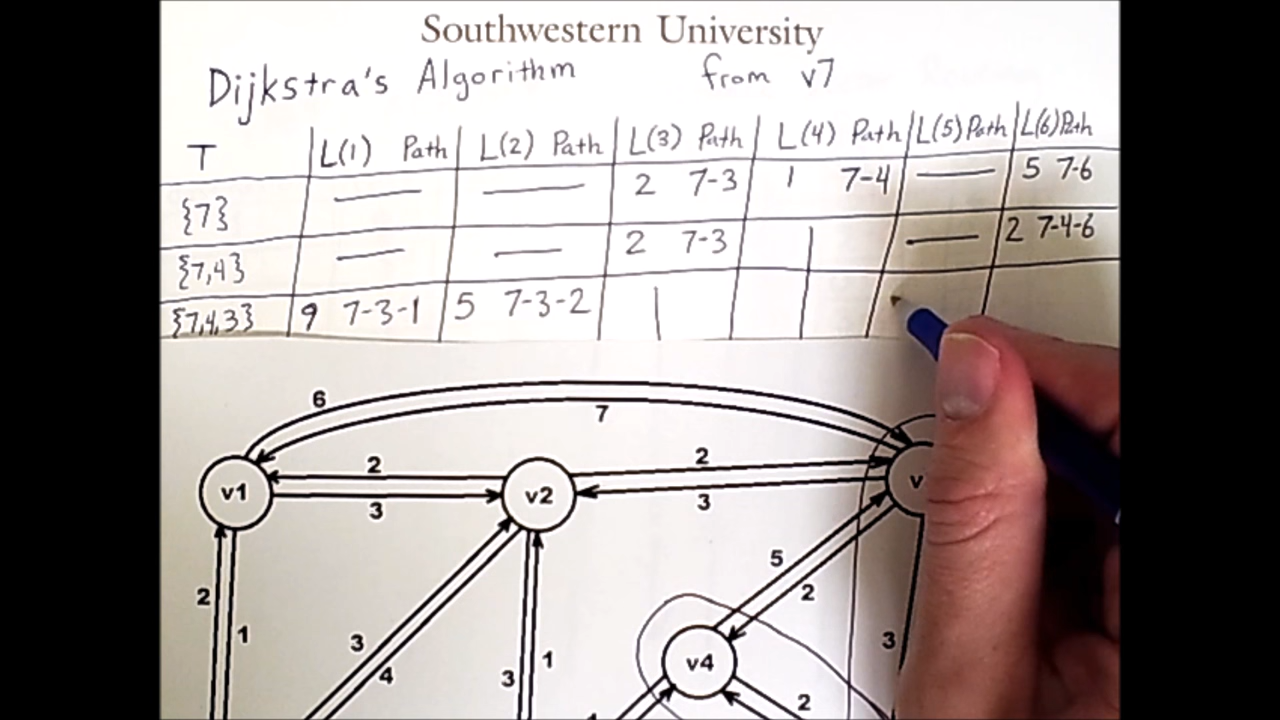 Southwestern University
Dijkstra's Algorithm from v7
T L(1) Path L(2) Path L(3) Path L(4) Path L(5) Path L(6) Path
{7} — — 2 7-3 1 7-4 — 5 7-6
{7,4} — — 2 7-3 — 2 7-4-6
{7,4,3} 9 7-3-1 5 7-3-2
6
7
2 2
v1 v2 v
3 3
5
2
2
1 3 3
v4
4 3 1
2